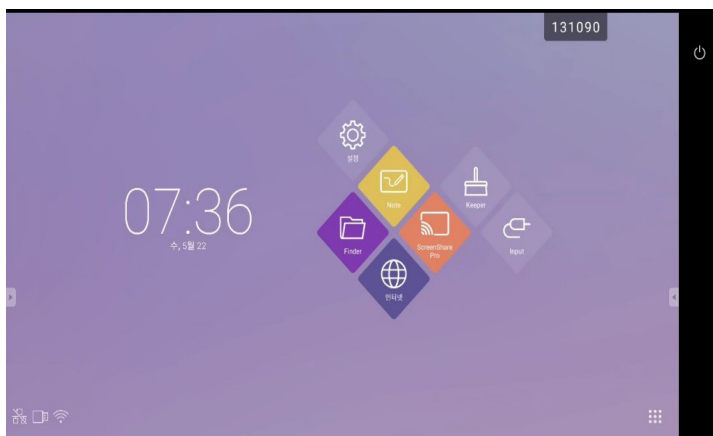 131090
설정
Note
Keeper
07:36
수, 5월 22
Finder
ScreenShare
Pro
Input
인터넷